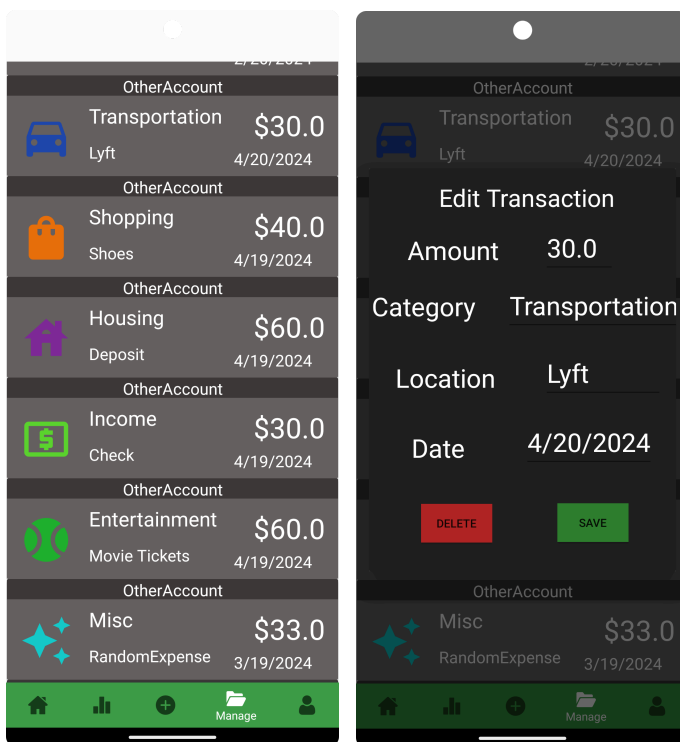 OtherAccount
Transportation
$30.0
Lyft
4/20/2024
OtherAccount
Shopping
$40.0
Shoes
4/19/2024
OtherAccount
Housing
$60.0
Deposit
4/19/2024
OtherAccount
Income
$30.0
Check
4/19/2024
OtherAccount
Entertainment
$60.0
Movie Tickets
4/19/2024
OtherAccount
Misc
$33.0
RandomExpense
3/19/2024
Manage
OtherAccount
Transportation
$30.0
Lyft
4/20/2024
Edit Transaction
Amount 30.0
Category Transportation
Location Lyft
Date 4/20/2024
DELETE SAVE
OtherAccount
Misc
$33.0
RandomExpense
3/19/2024
Manage